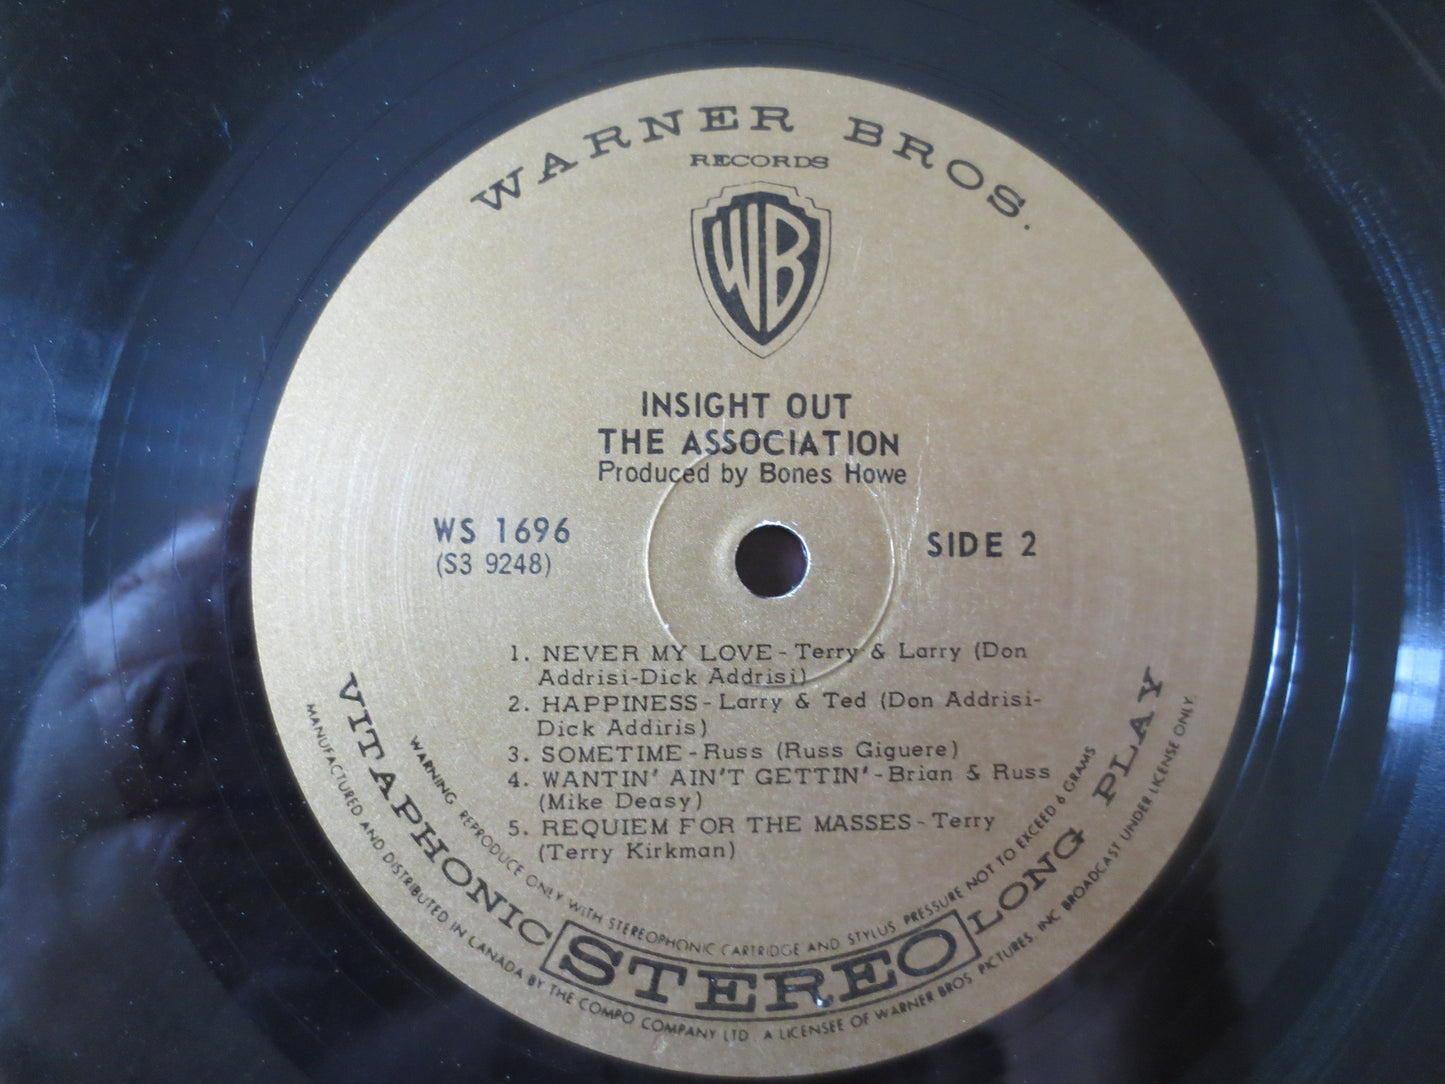 WARNER BROS.
RECORDS
WB
INSIGHT OUT
THE ASSOCIATION
Produced by Bones Howe
WS 1696
(S3 9248)
SIDE 2
1. NEVER MY LOVE - Terry & Larry (Don
Addrisi-Dick Addrisi)
2. HAPPINESS - Larry & Ted (Don Addrisi-
Dick Addiris)
3. SOMETIME - Russ (Russ Giguere)
4. WANTIN' AIN'T GETTIN' - Brian & Russ
(Mike Deasy)
5. REQUIEM FOR THE MASSES - Terry
(Terry Kirkman)
WARNING REPRODUCE ONLY WITH STEREOPHONIC CARTRIDGE AND STYLUS. PRESSURE NOT TO EXCEED 6 GRAMS
VITAPHONIC STEREO LONG PLAY
MANUFACTURED AND DISTRIBUTED IN CANADA BY THE COMPO COMPANY LTD. A LICENSEE OF WARNER BROS. PICTURES, INC. BROADCAST UNDER LICENSE ONLY.